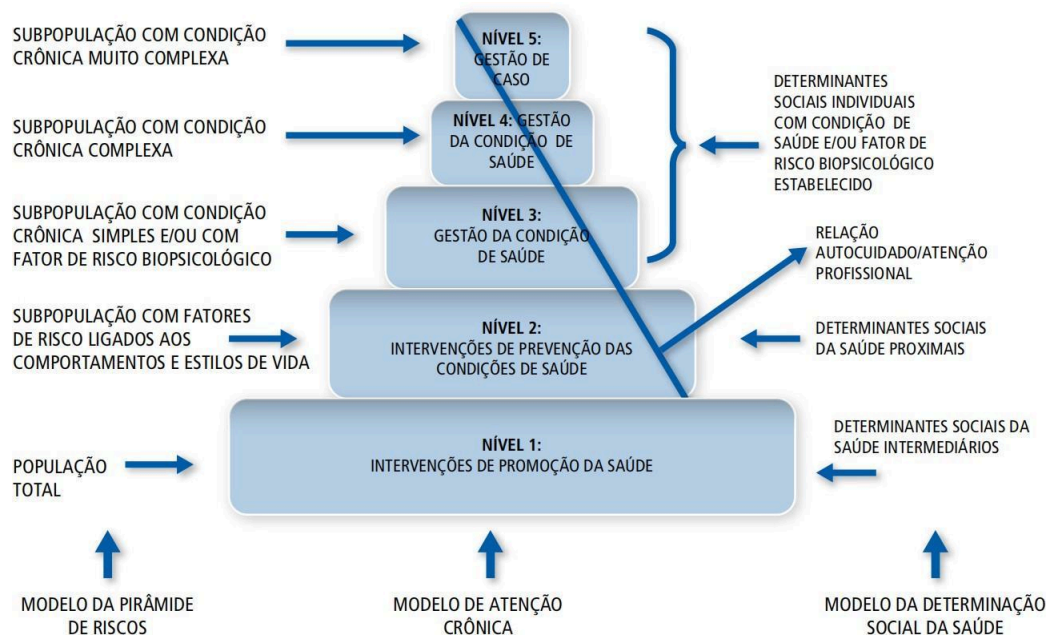 SUBPOPULAÇÃO COM CONDIÇÃO
CRÔNICA MUITO COMPLEXA
NÍVEL 5:
GESTÃO DE
CASO
SUBPOPULAÇÃO COM CONDIÇÃO
CRÔNICA COMPLEXA
NÍVEL 4: GESTÃO
DA CONDIÇÃO DE
SAÚDE
DETERMINANTES
SOCIAIS INDIVIDUAIS
COM CONDIÇÃO DE
SAÚDE E/OU FATOR DE
RISCO BIOPSICOLÓGICO
ESTABELECIDO
SUBPOPULAÇÃO COM CONDIÇÃO
CRÔNICA SIMPLES E/OU COM
FATOR DE RISCO BIOPSICOLÓGICO
NÍVEL 3:
GESTÃO DA CONDIÇÃO
DE SAÚDE
RELAÇÃO
AUTOCUIDADO/ATENÇÃO
PROFISSIONAL
SUBPOPULAÇÃO COM FATORES
DE RISCO LIGADOS AOS
COMPORTAMENTOS E ESTILOS DE VIDA
NÍVEL 2:
INTERVENÇÕES DE PREVENÇÃO DAS
CONDIÇÕES DE SAÚDE
DETERMINANTES SOCIAIS
DA SAÚDE PROXIMAIS
POPULAÇÃO
TOTAL
NÍVEL 1:
INTERVENÇÕES DE PROMOÇÃO DA SAÚDE
DETERMINANTES SOCIAIS DA
SAÚDE INTERMEDIÁRIOS
MODELO DA PIRÂMIDE
DE RISCOS
MODELO DE ATENÇÃO
CRÔNICA
MODELO DA DETERMINAÇÃO
SOCIAL DA SAÚDE